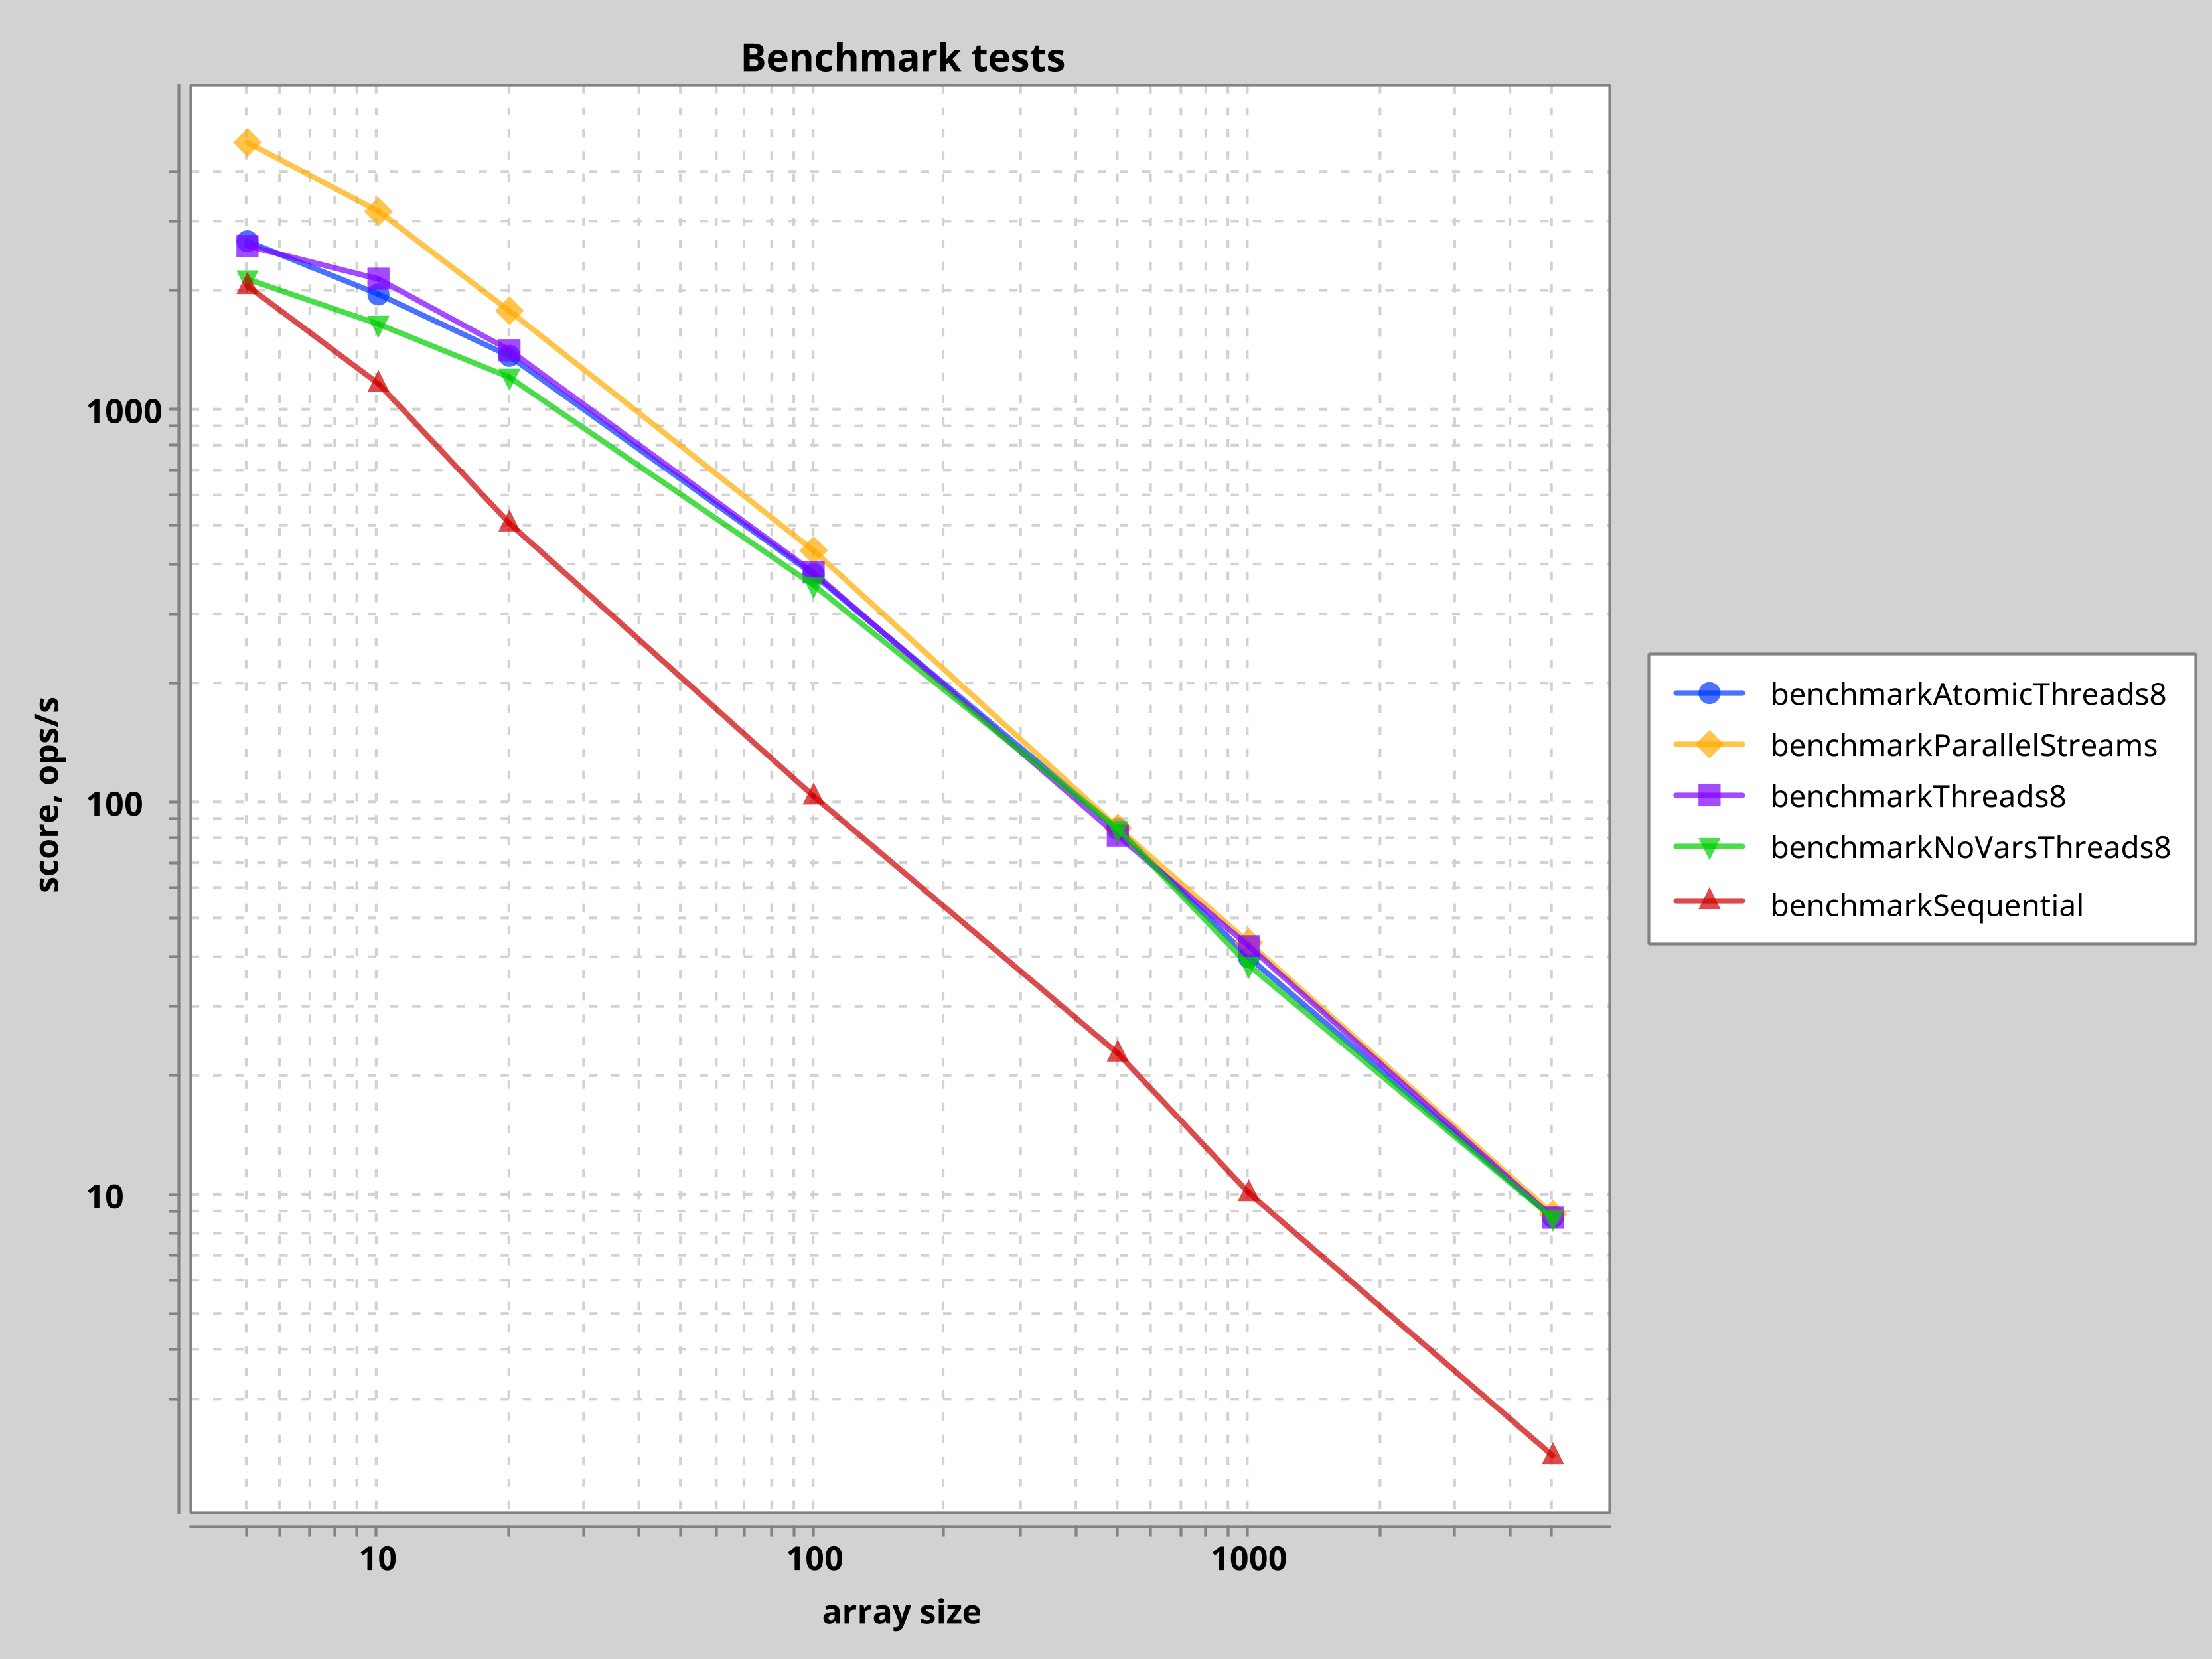 Benchmark tests
score, ops/s
1000
100
10
10
100
1000
array size
benchmarkAtomicThreads8
benchmarkParallelStreams
benchmarkThreads8
benchmarkNoVarsThreads8
benchmarkSequential